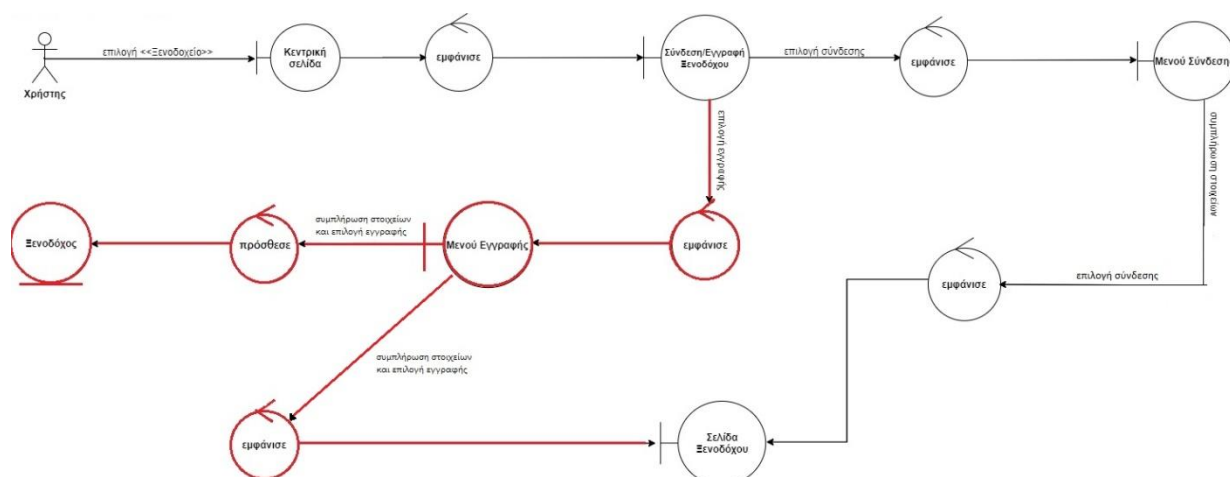 επιλογή <<Ξενοδοχείο>>
Χρήστης
Κεντρική
σελίδα
εμφάνισε
Σύνδεση/Εγγραφή
Ξενοδόχου
επιλογή σύνδεσης
εμφάνισε
Μενού Σύνδεσης
επιλογή εγγραφής
συμπλήρωση στοιχείων
Ξενοδόχος
πρόσθεσε
συμπλήρωση στοιχείων
και επιλογή εγγραφής
Μενού Εγγραφής
εμφάνισε
εμφάνισε
επιλογή σύνδεσης
συμπλήρωση στοιχείων
και επιλογή εγγραφής
εμφάνισε
Σελίδα
Ξενοδόχου